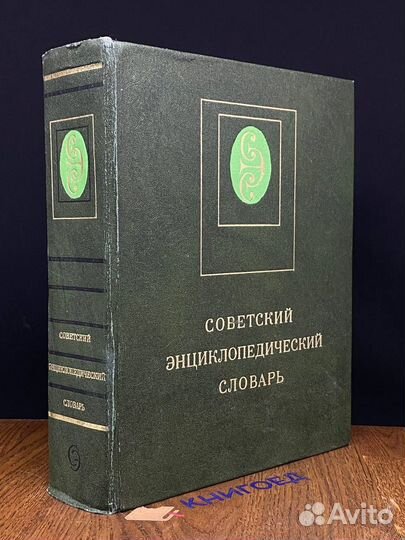 СОВЕТСКИЙ
ЭНЦИКЛОПЕДИЧЕСКИЙ
СЛОВАРЬ
СОВЕТСКИЙ
ЭНЦИКЛОПЕДИЧЕСКИЙ
СЛОВАРЬ
КНИГОЕД
Avito